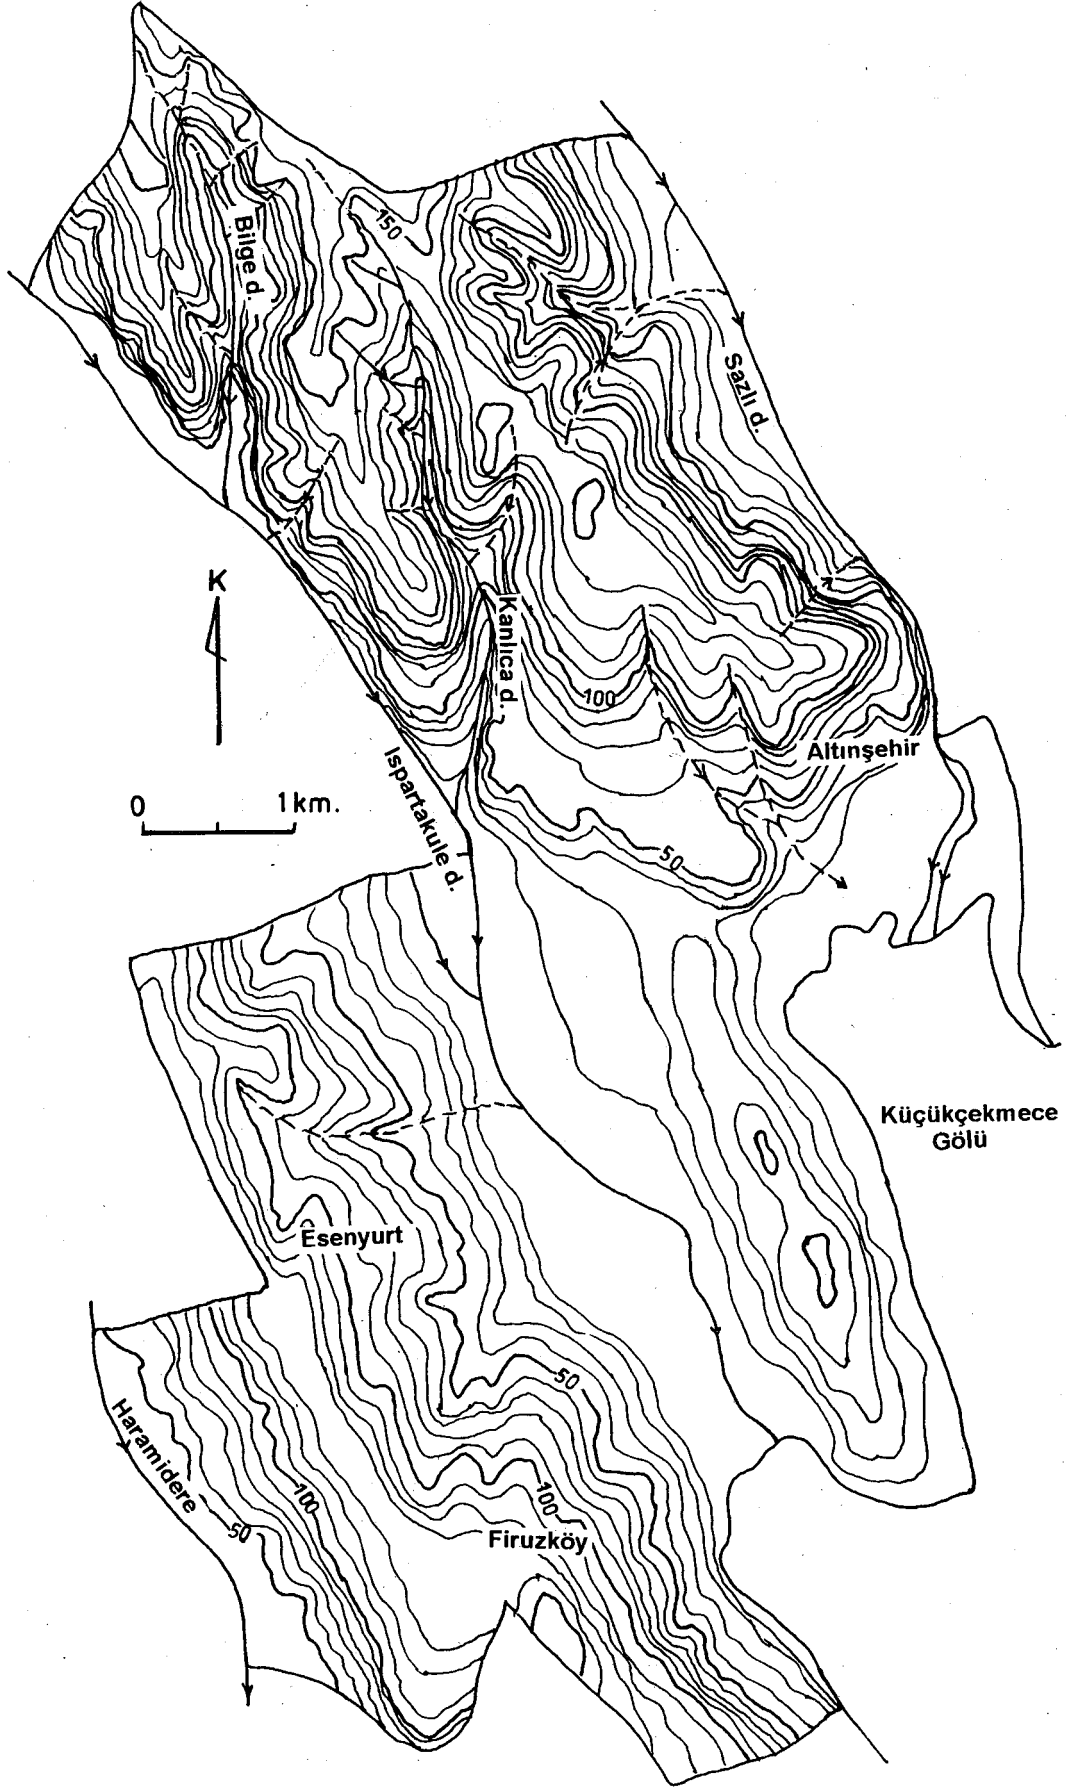 150
Bilge d.
Sazlı d.
K
Kanlıca d.
100
Altınşehir
Ispartakule d.
0 1km.
50
Küçükçekmece
Gölü
Esenyurt
50
Haramidere
100
100
50
Firuzköy